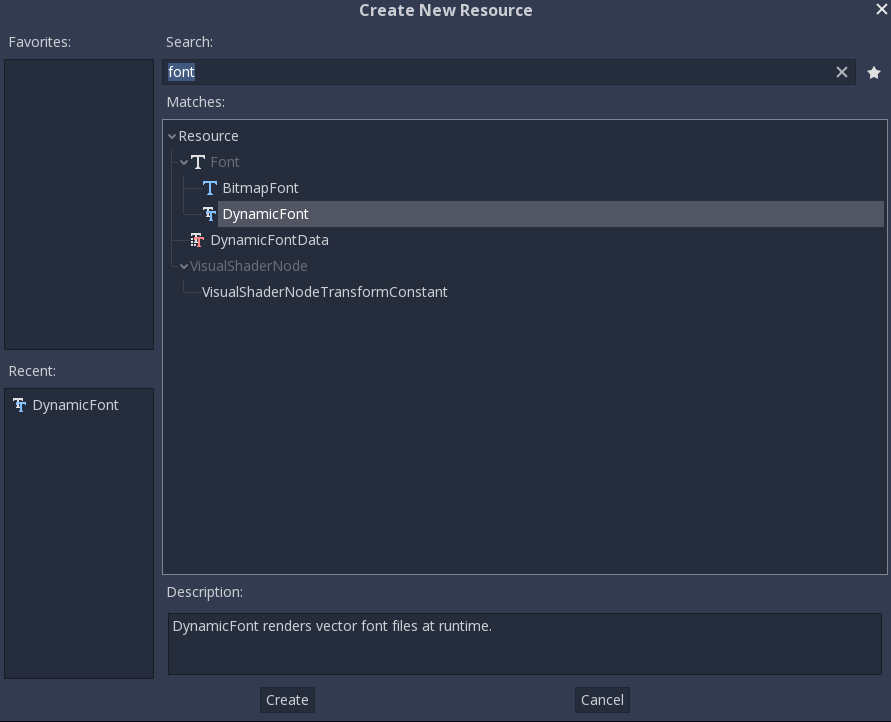 Create New Resource
Favorites:
Search:
font
Matches:
Resource
Font
BitmapFont
DynamicFont
DynamicFontData
VisualShaderNode
VisualShaderNodeTransformConstant
Recent:
DynamicFont
Description:
DynamicFont renders vector font files at runtime.
Create
Cancel